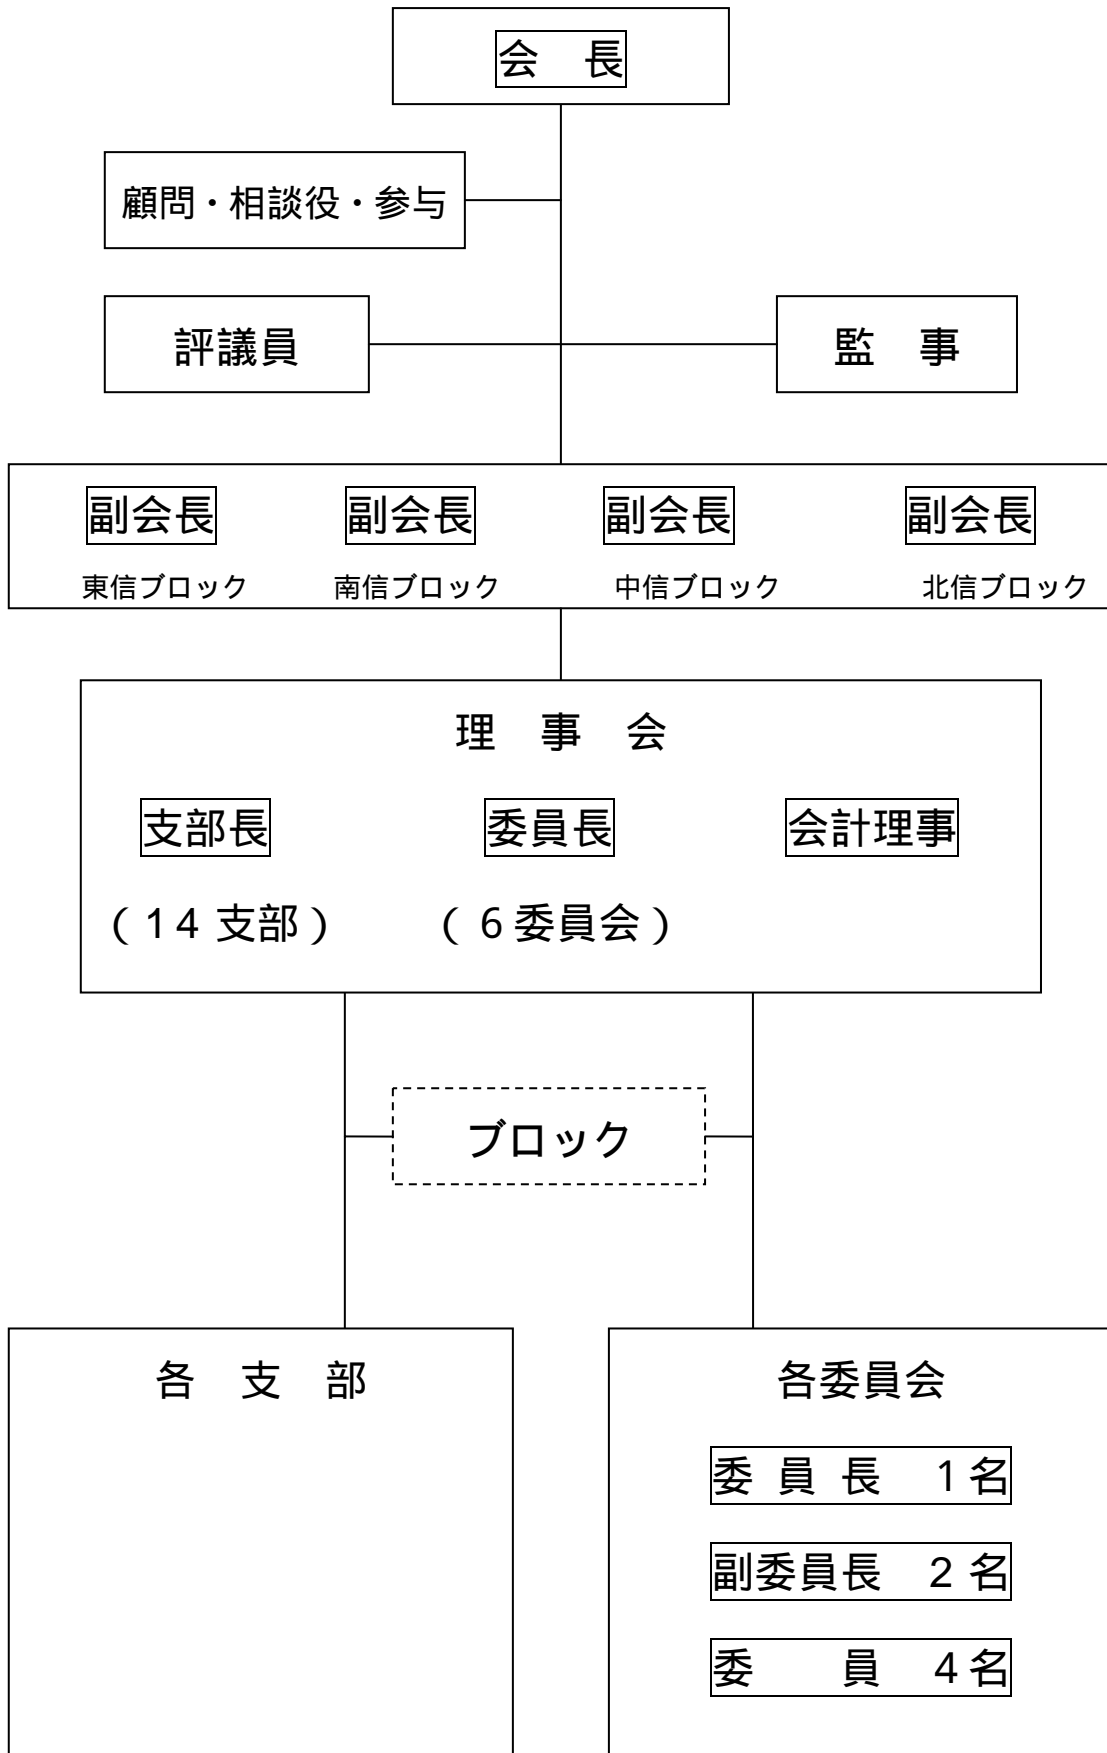 会　長
顧問・相談役・参与
評議員
監　事
副会長
副会長
副会長
副会長
東信ブロック
南信ブロック
中信ブロック
北信ブロック
理　事　会
支部長
委員長
会計理事
（14 支部）
（6委員会）
ブロック
各　支　部
各委員会
委 員 長　1名
副委員長　2 名
委　　員　4名